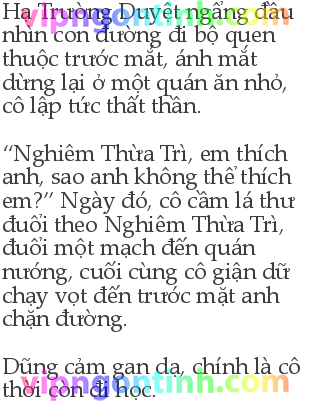 Hạ Trường Duyệt ngẩng đầu
nhìn con đường đi bộ quen
thuộc trước mắt, ánh mắt
dừng lại ở một quán ăn nhỏ,
cô lập tức thất thần.
“Nghiêm Thừa Trì, em thích
anh, sao anh không thể thích
em?” Ngày đó, cô cầm lá thư
đuổi theo Nghiêm Thừa Trì,
đuổi một mạch đến quán
nướng, cuối cùng cô giận dữ
chạy vọt đến trước mặt anh
chặn đường.
Dũng cảm gan dạ, chính là cô
thời còn đi học.
vipngontinh.com
vipngontinh.com